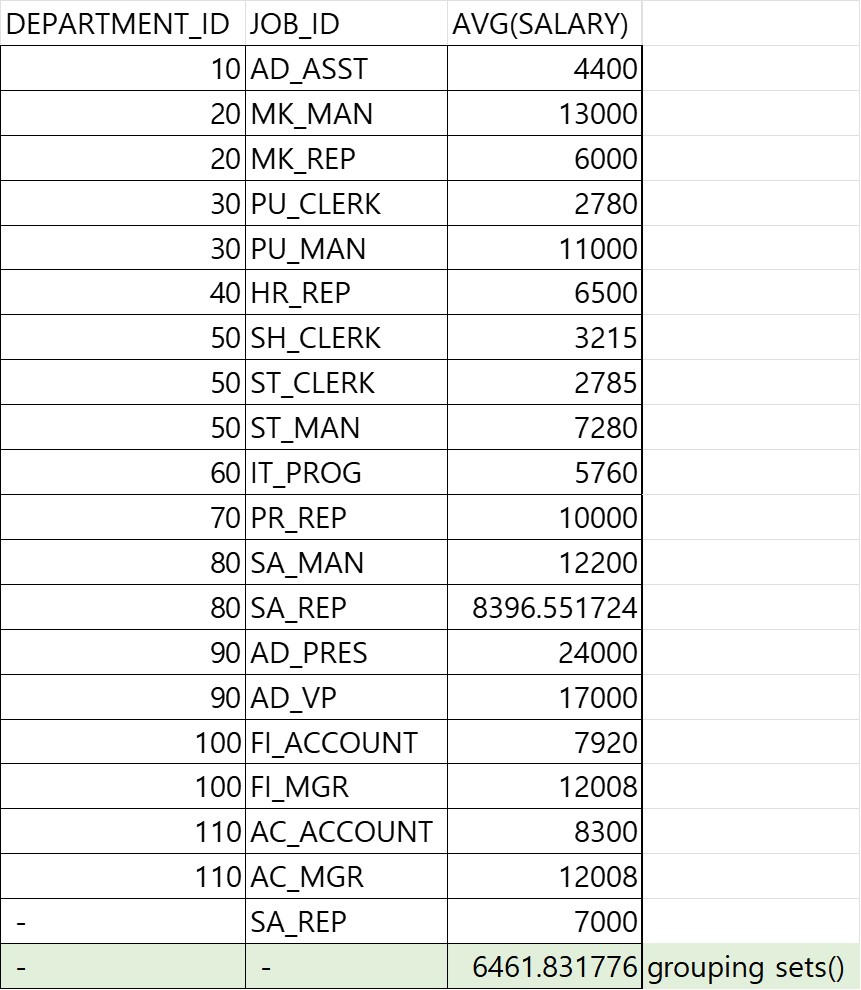 DEPARTMENT_ID JOB_ID AVG(SALARY)
10 AD_ASST 4400
20 MK_MAN 13000
20 MK_REP 6000
30 PU_CLERK 2780
30 PU_MAN 11000
40 HR_REP 6500
50 SH_CLERK 3215
50 ST_CLERK 2785
50 ST_MAN 7280
60 IT_PROG 5760
70 PR_REP 10000
80 SA_MAN 12200
80 SA_REP 8396.551724
90 AD_PRES 24000
90 AD_VP 17000
100 FI_ACCOUNT 7920
100 FI_MGR 12008
110 AC_ACCOUNT 8300
110 AC_MGR 12008
- SA_REP 7000
- - 6461.831776 grouping sets()